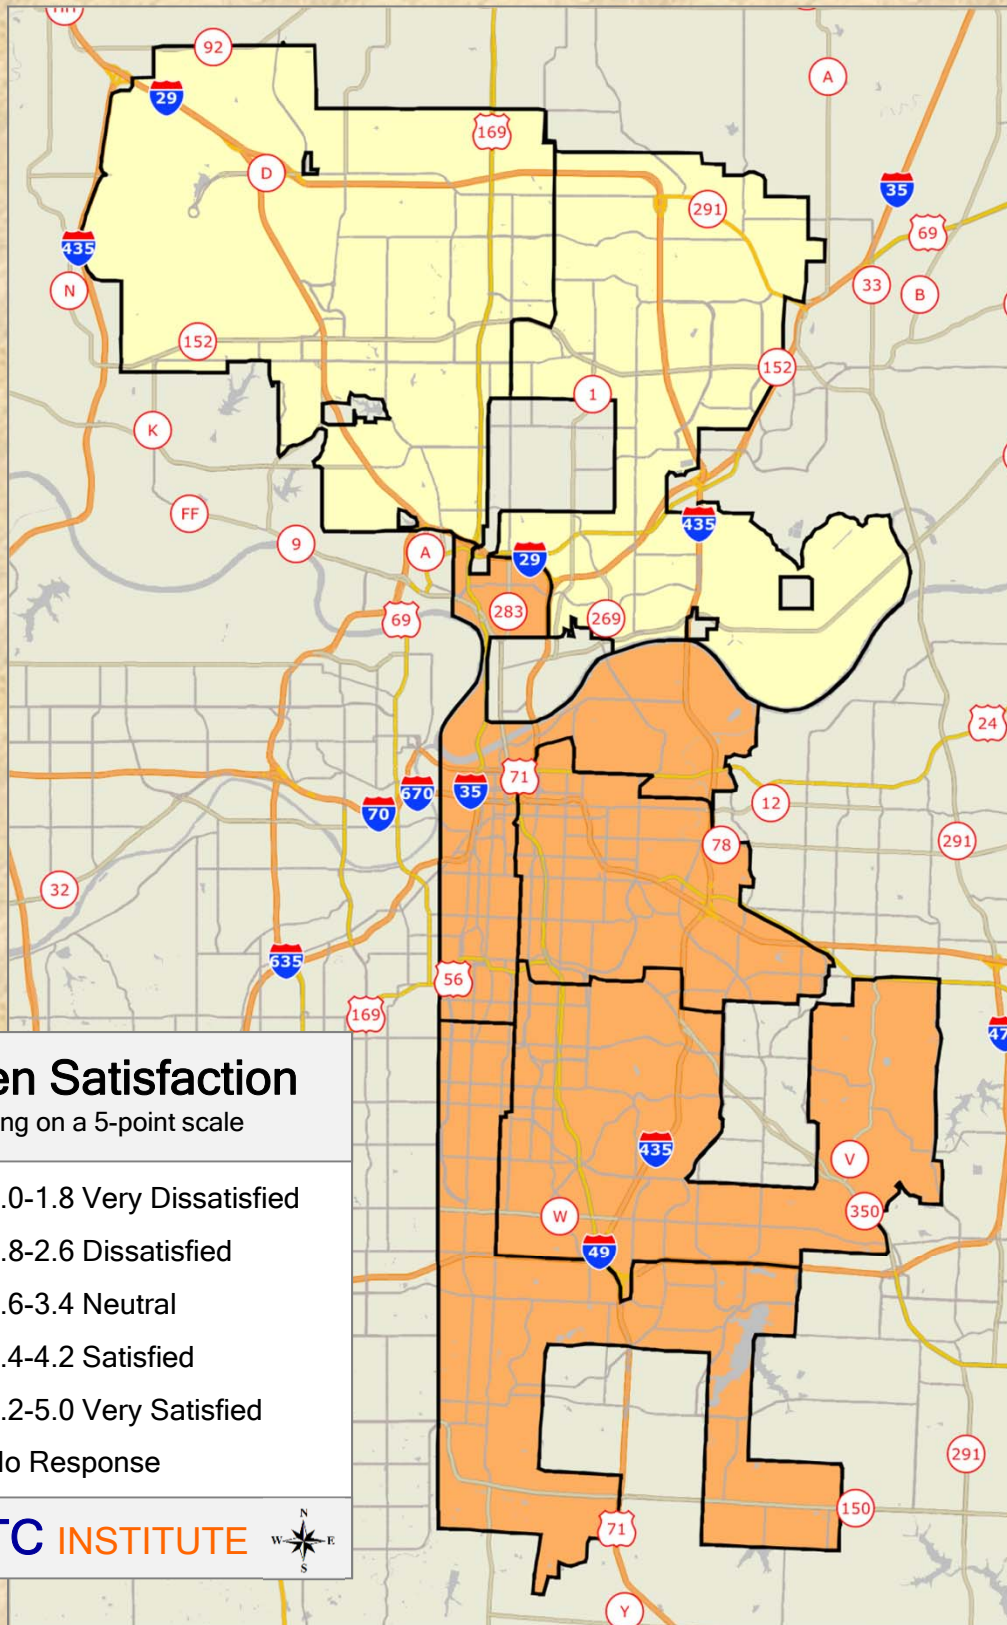 HH
92
A
29
169
D
35
291
69
435
N
33
B
152
152
1
K
FF
435
9
A
29
283
269
69
24
71
670
35
12
70
78
291
32
635
56
169
47
en Satisfaction
ng on a 5-point scale
435
V
.0-1.8 Very Dissatisfied
350
W
.8-2.6 Dissatisfied
49
.6-3.4 Neutral
.4-4.2 Satisfied
.2-5.0 Very Satisfied
291
No Response
150
N
TC INSTITUTE
W E
S
71
Y